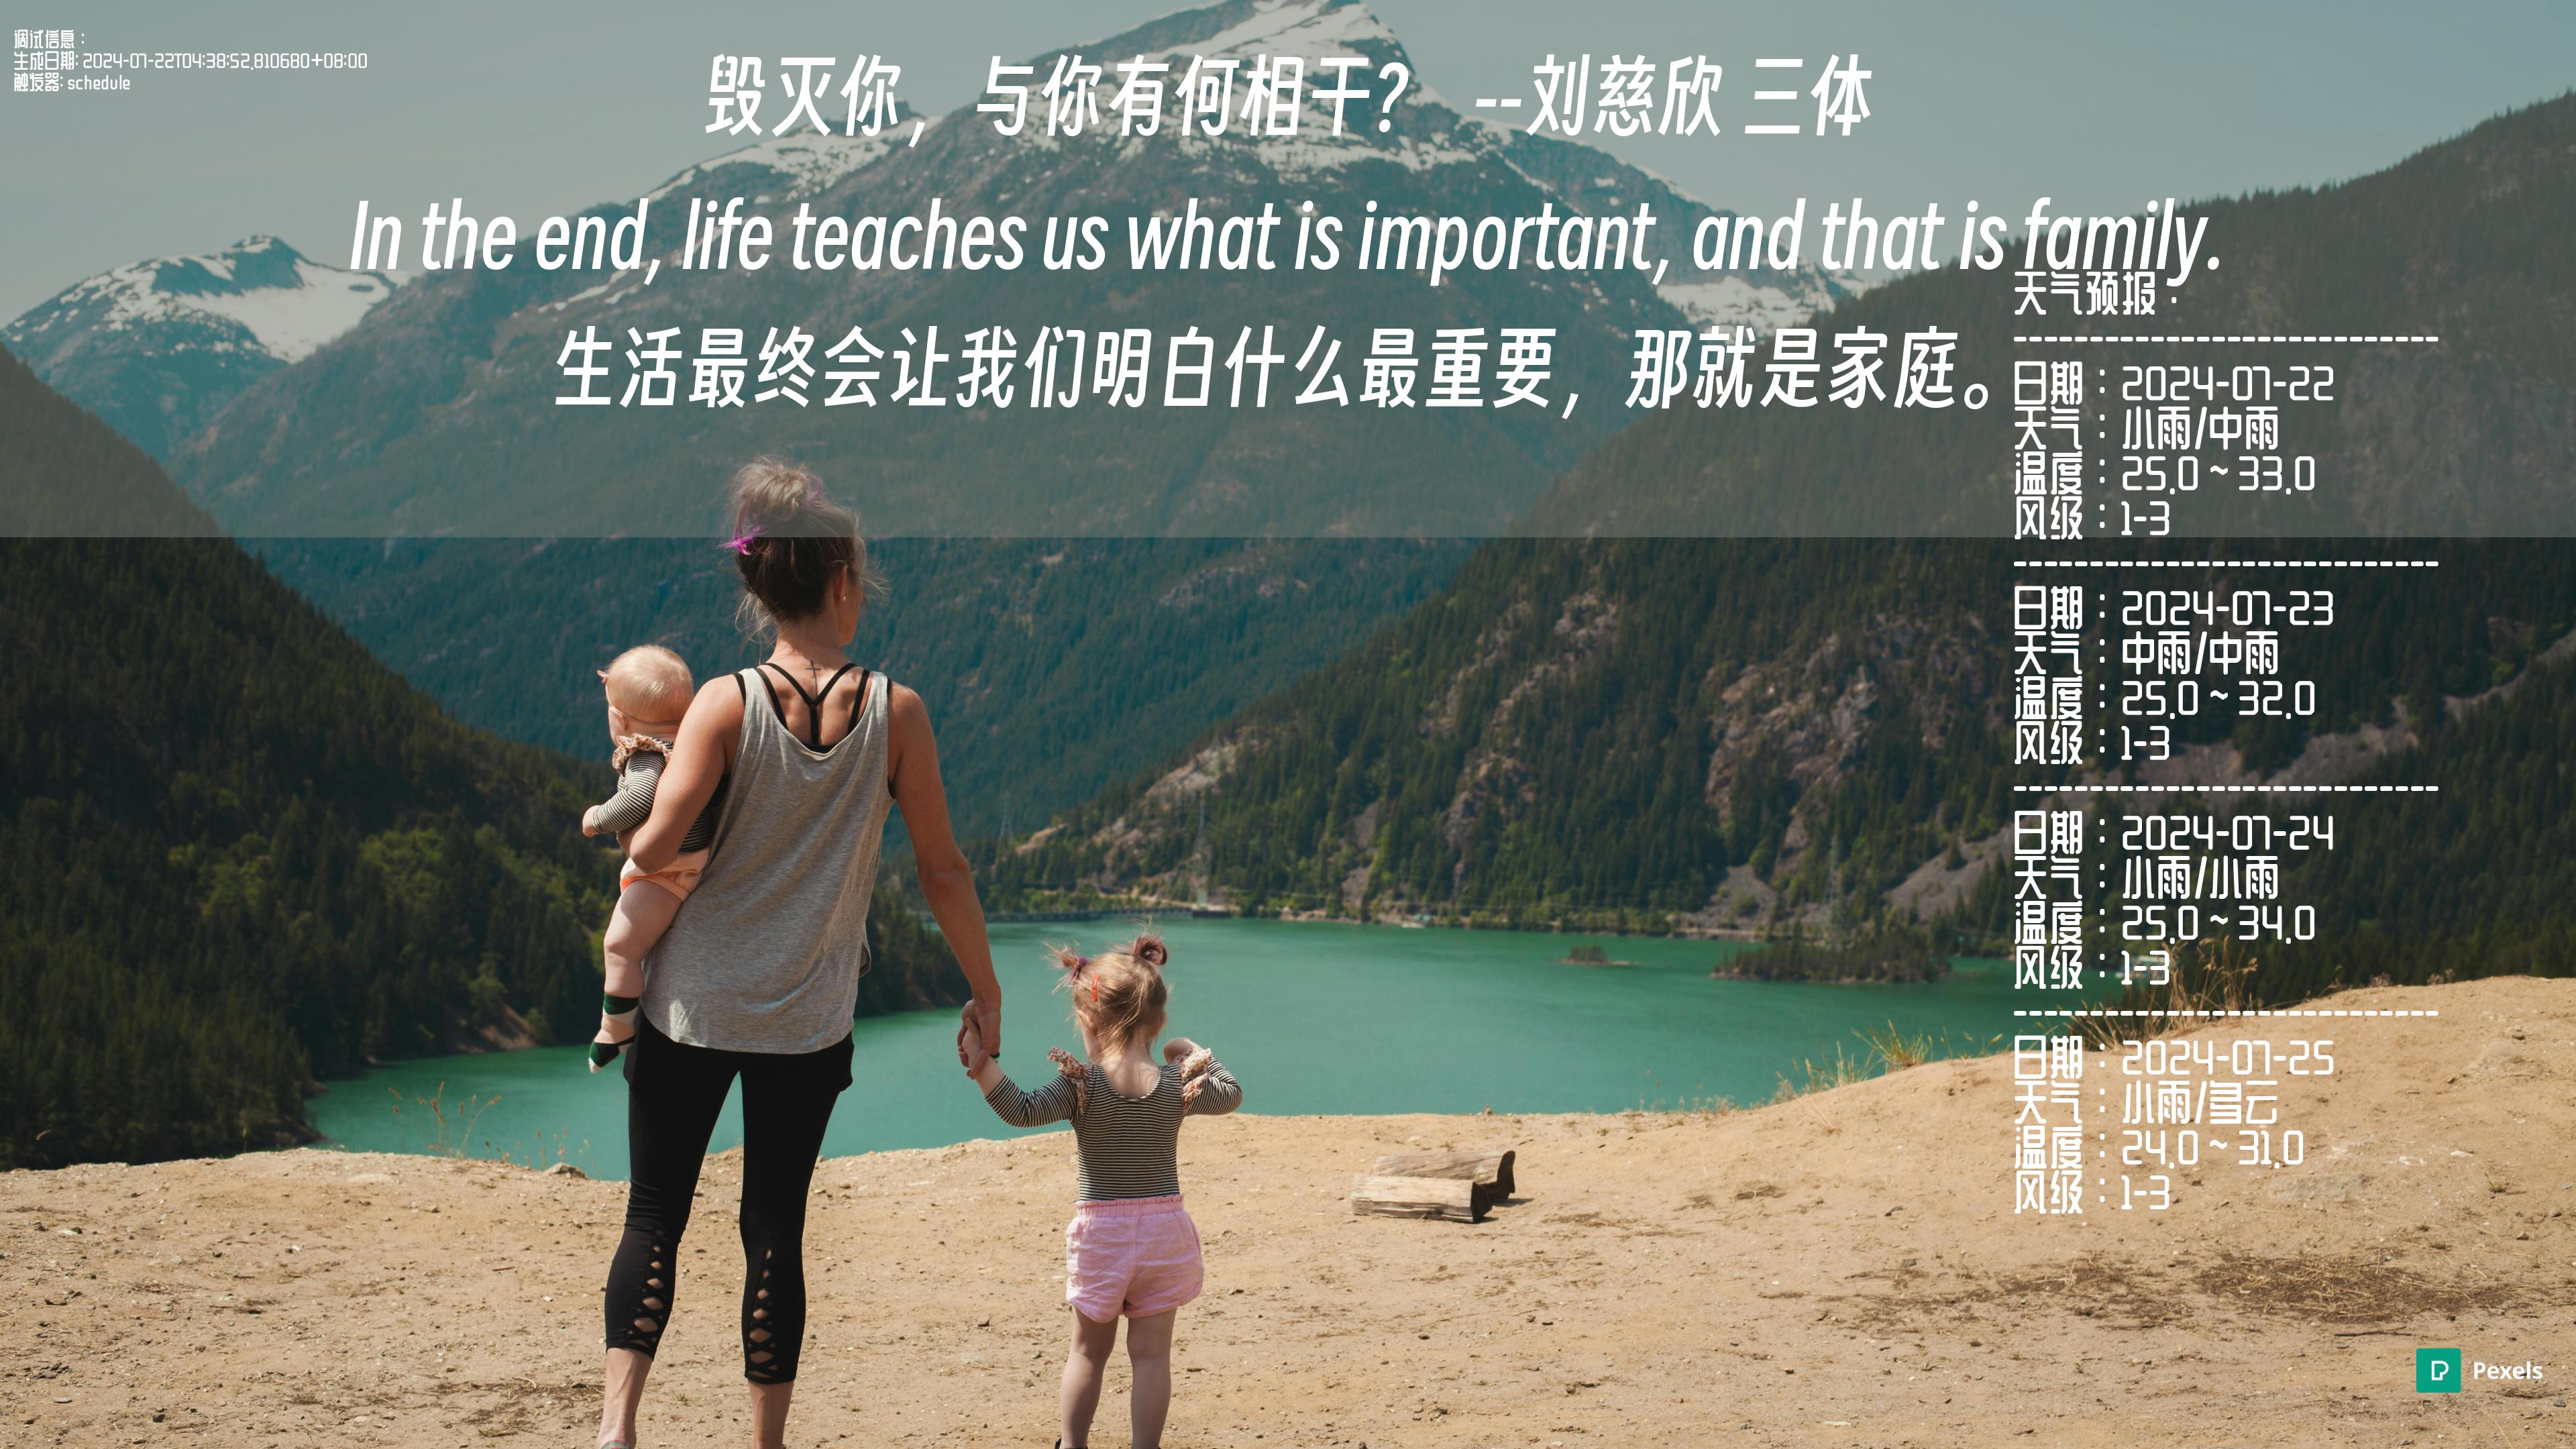 调试信息：
生成日期: 2024-07-22T04:38:52.810680+08:00
触发器: schedule
毁灭你，与你有何相干？ --刘慈欣 三体
In the end, life teaches us what is important, and that is family.
生活最终会让我们明白什么最重要，那就是家庭。
天气预报：
------------------------------
日期：2024-07-22
天气：小雨/中雨
温度：25.0 ~ 33.0
风级：1-3
------------------------------
日期：2024-07-23
天气：中雨/中雨
温度：25.0 ~ 32.0
风级：1-3
------------------------------
日期：2024-07-24
天气：小雨/小雨
温度：25.0 ~ 34.0
风级：1-3
------------------------------
日期：2024-07-25
天气：小雨/多云
温度：24.0 ~ 31.0
风级：1-3
Pexels